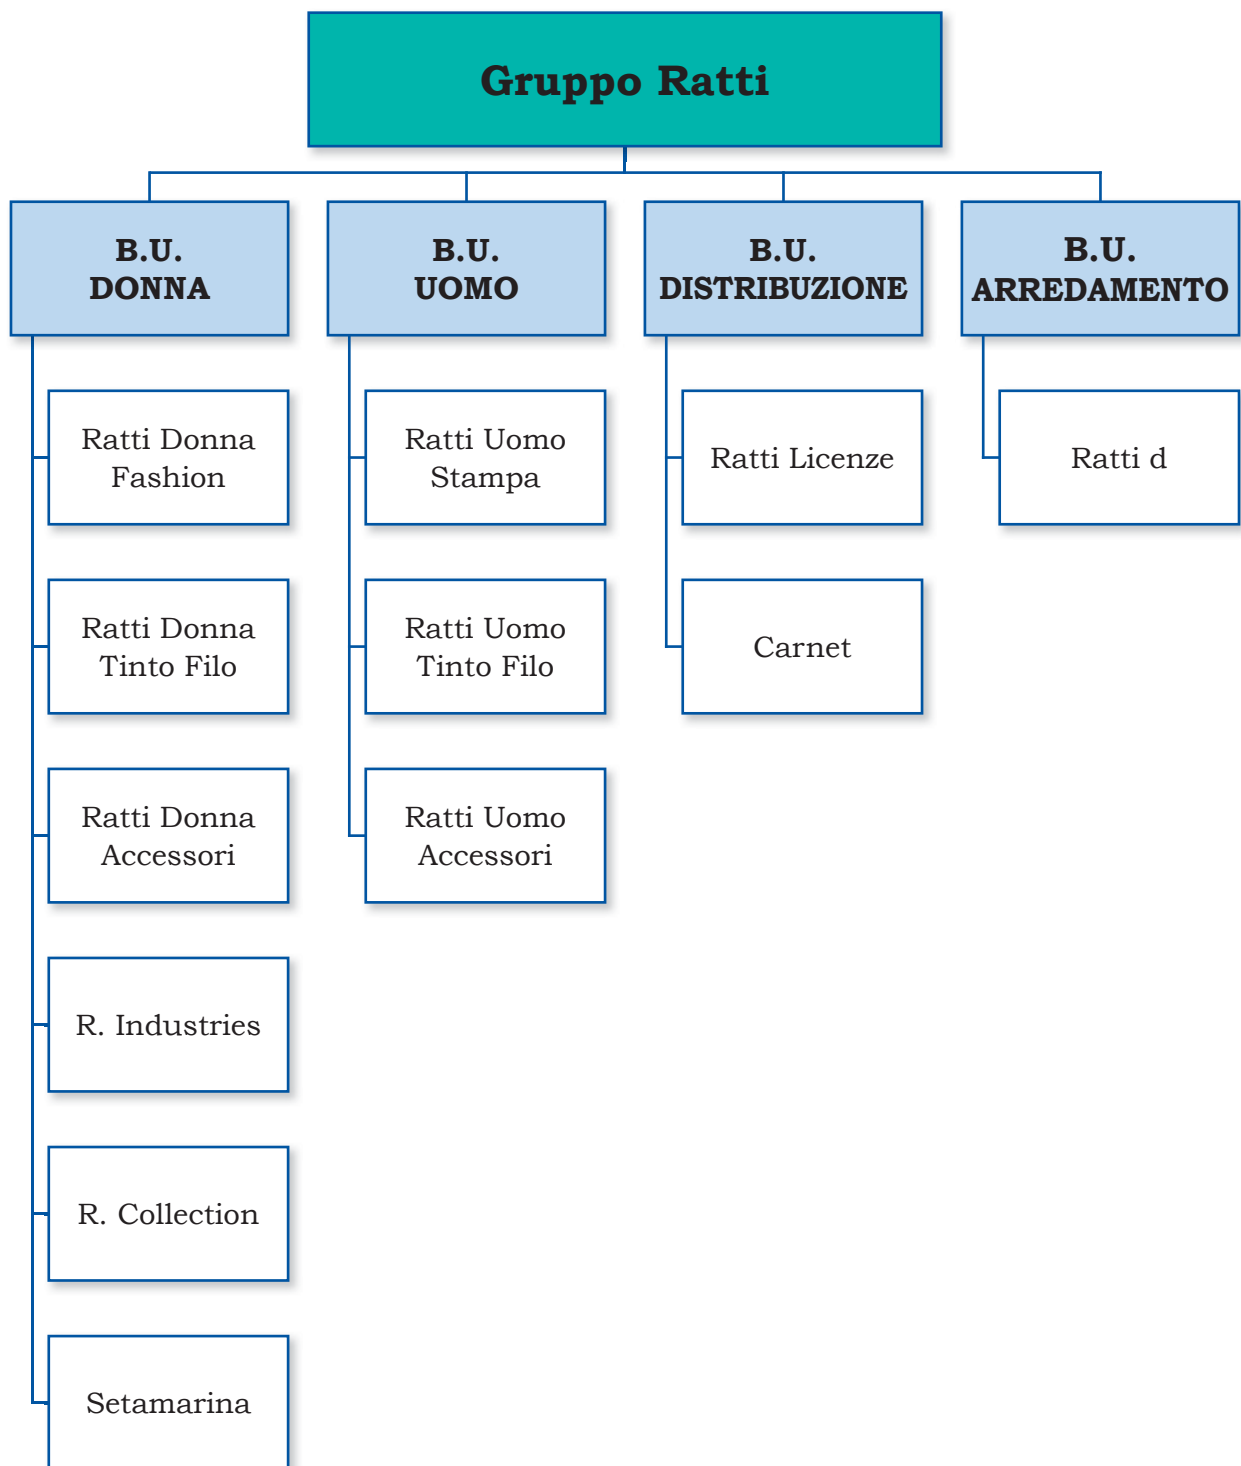 Gruppo Ratti
B.U.
DONNA
B.U.
UOMO
B.U.
DISTRIBUZIONE
B.U.
ARREDAMENTO
Ratti Donna
Fashion
Ratti Donna
Tinto Filo
Ratti Donna
Accessori
R. Industries
R. Collection
Setamarina
Ratti Uomo
Stampa
Ratti Uomo
Tinto Filo
Ratti Uomo
Accessori
Ratti Licenze
Carnet
Ratti d